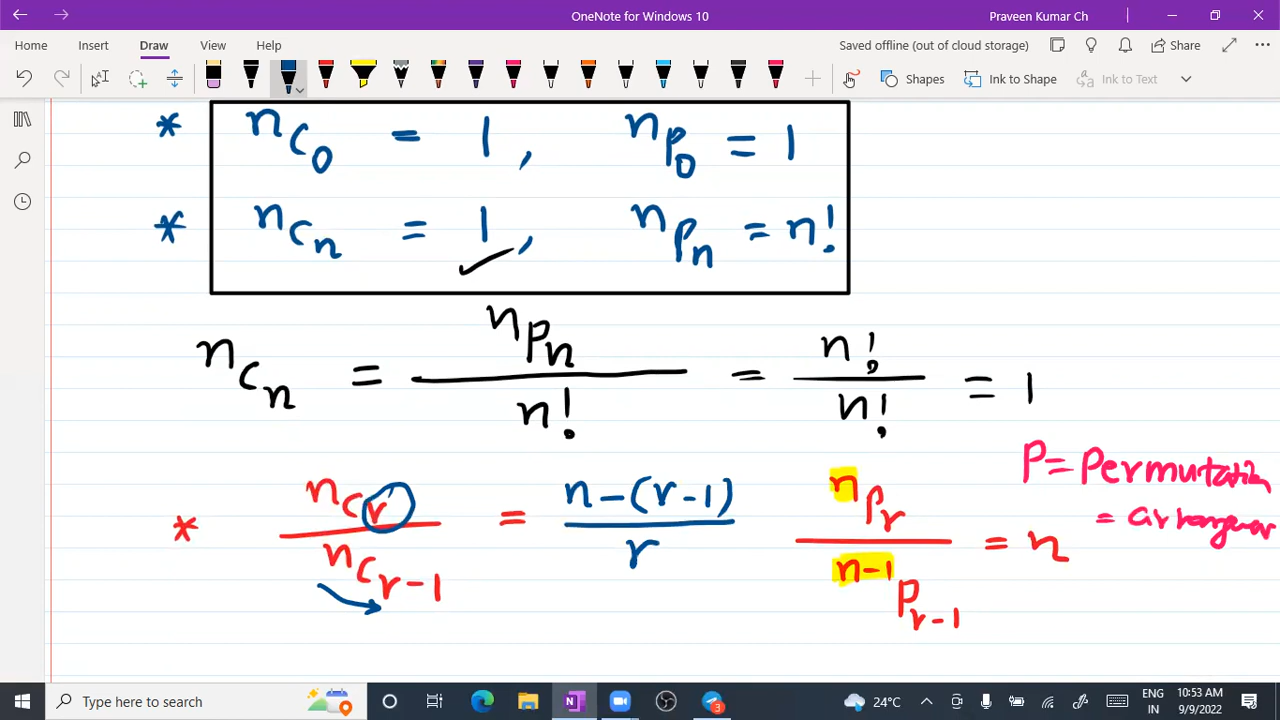 OneNote for Windows 10
Praveen Kumar Ch
Home Insert Draw View Help
Saved offline (out of cloud storage)
Share
Shapes
Ink to Shape
Ink to Text
* nC0 = 1, nP0 = 1
* nCn = 1, nPn = n!
nCn = nPn / n! = n! / n! = 1
P = Permutation
* nCr / nCr-1 = n-(r-1) / r
nPr / n-1Pr-1 = n
Type here to search
3
24°C
ENG
IN
10:53 AM
9/9/2022